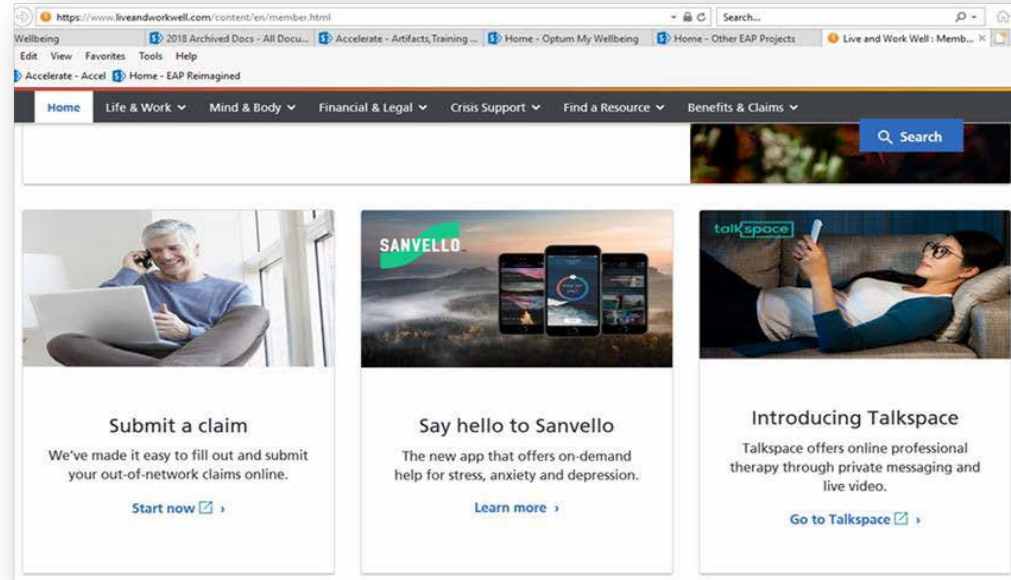 https://www.liveandworkwell.com/content/en/member.html
Search...
Wellbeing
2018 Archived Docs - All Docu...
Accelerate - Artifacts,Training ...
Home - Optum My Wellbeing
Home - Other EAP Projects
Live and Work Well : Memb...
Edit View Favorites Tools Help
Accelerate - Accel Home - EAP Reimagined
Home Life & Work Mind & Body Financial & Legal Crisis Support Find a Resource Benefits & Claims
Search
SANVELLO
talkspace
Submit a claim
We've made it easy to fill out and submit
your out-of-network claims online.
Start now
Say hello to Sanvello
The new app that offers on-demand
help for stress, anxiety and depression.
Learn more
Introducing Talkspace
Talkspace offers online professional
therapy through private messaging and
live video.
Go to Talkspace